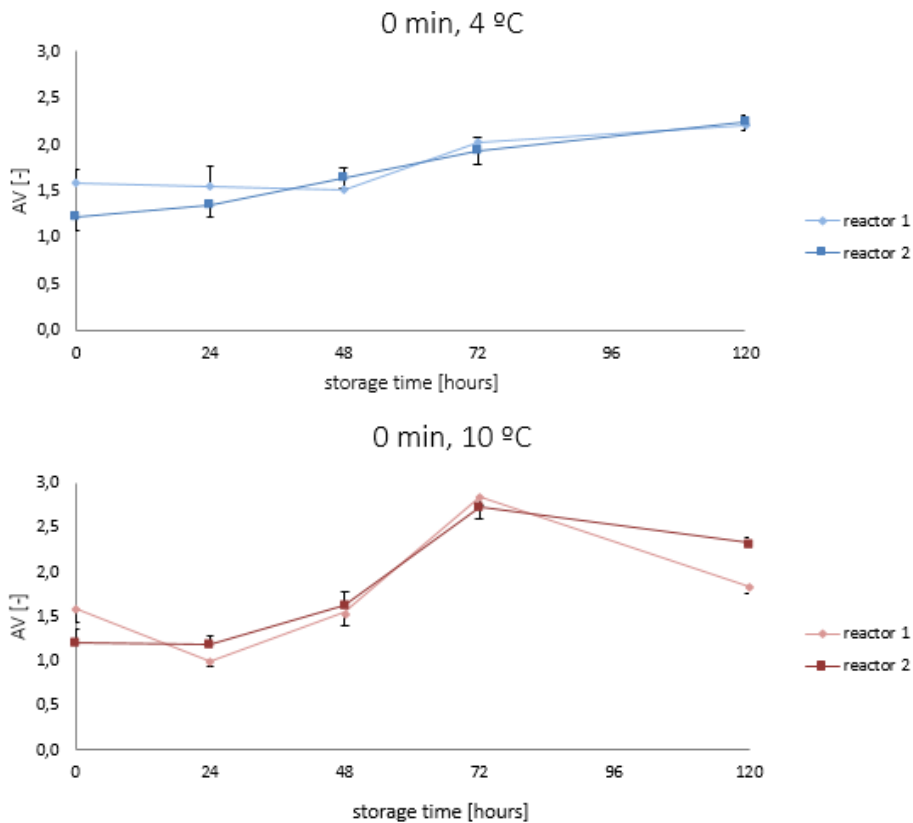 0 min, 4 ºC
3,0
2,5
2,0
1,5
1,0
0,5
0,0
AV [-]
0 24 48 72 96 120
storage time [hours]
reactor 1
reactor 2
0 min, 10 ºC
3,0
2,5
2,0
1,5
1,0
0,5
0,0
AV [-]
0 24 48 72 96 120
storage time [hours]
reactor 1
reactor 2